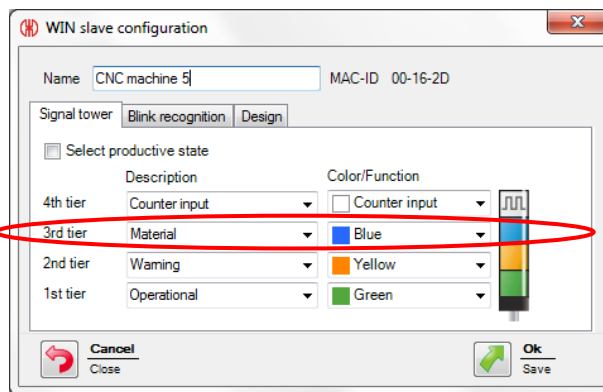 WIN slave configuration
Name CNC machine 5 MAC-ID 00-16-2D
Signal tower Blink recognition Design
Select productive state
Description Color/Function
4th tier Counter input Counter input
3rd tier Material Blue
2nd tier Warning Yellow
1st tier Operational Green
Cancel Ok
Close Save